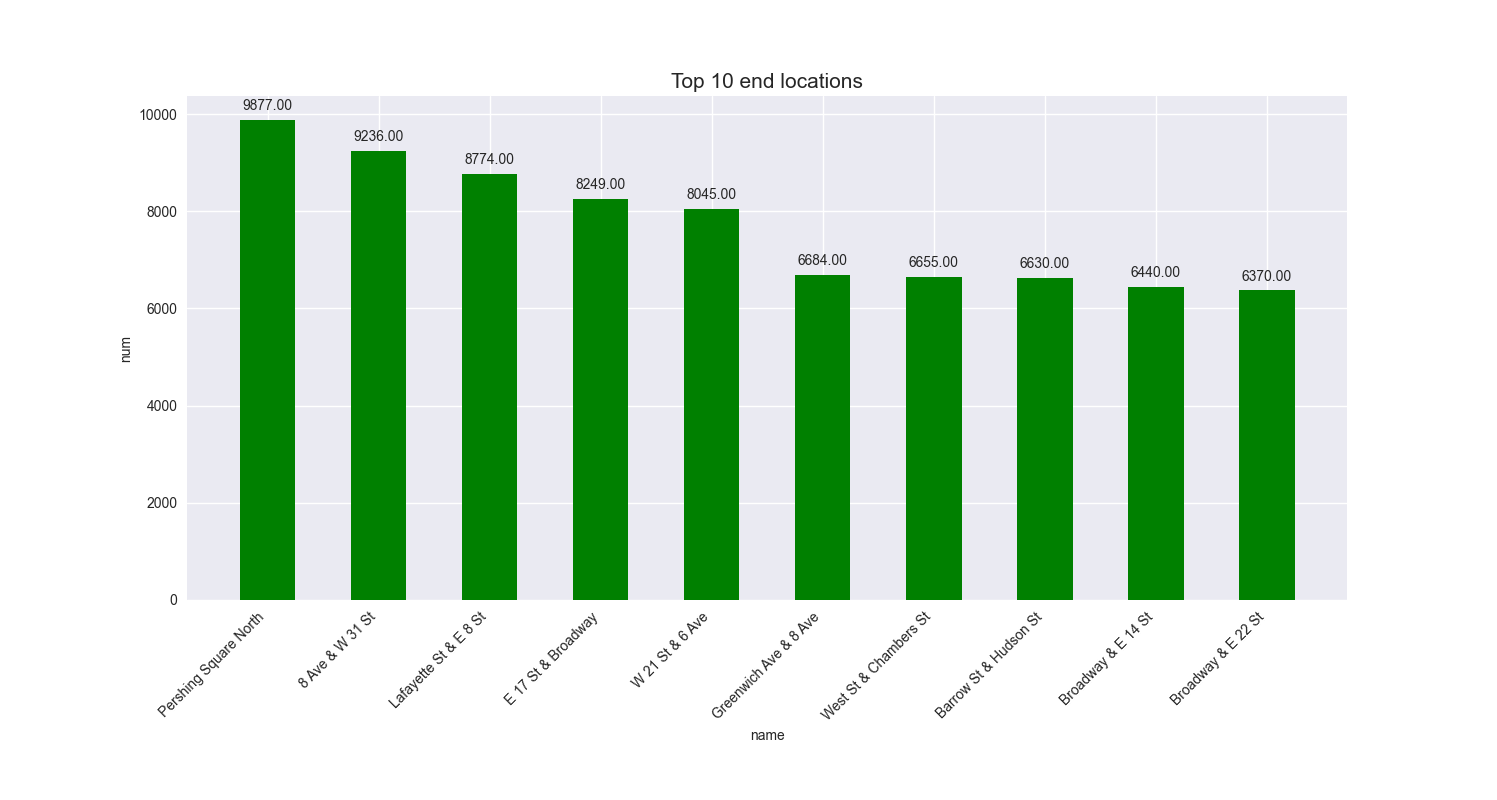 Top 10 end locations
9877.00
9236.00
8774.00
8249.00
8045.00
6684.00
6655.00
6630.00
6440.00
6370.00
10000
8000
6000
4000
2000
0
num
Pershing Square North
8 Ave & W 31 St
Lafayette St & E 8 St
E 17 St & Broadway
W 21 St & 6 Ave
Greenwich Ave & 8 Ave
West St & Chambers St
Barrow St & Hudson St
Broadway & E 14 St
Broadway & E 22 St
name